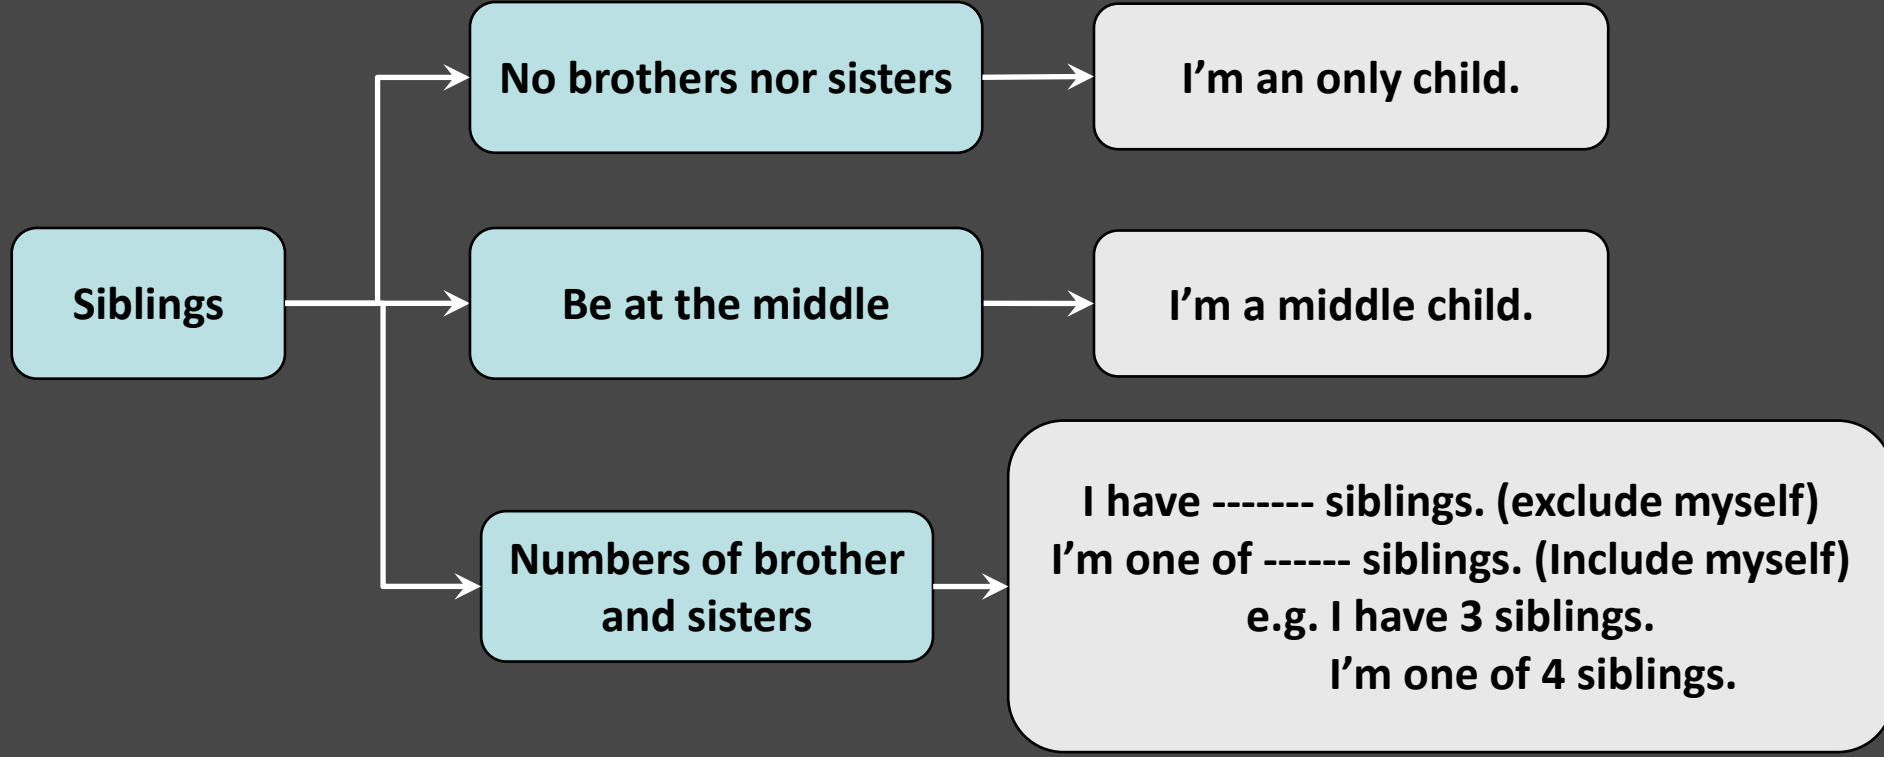 Siblings
No brothers nor sisters
I’m an only child.
Be at the middle
I’m a middle child.
Numbers of brother
and sisters
I have ------- siblings. (exclude myself)
I’m one of ------ siblings. (Include myself)
e.g. I have 3 siblings.
I’m one of 4 siblings.